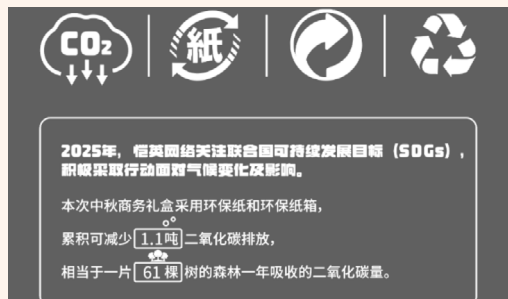 CO₂
紙
2025年，恺英网络关注联合国可持续发展目标（SDGs），
积极采取行动面对气候变化及影响。
本次中秋商务礼盒采用环保纸和环保纸箱，
累积可减少1.1吨二氧化碳排放，
相当于一片61棵树的森林一年吸收的二氧化碳量。